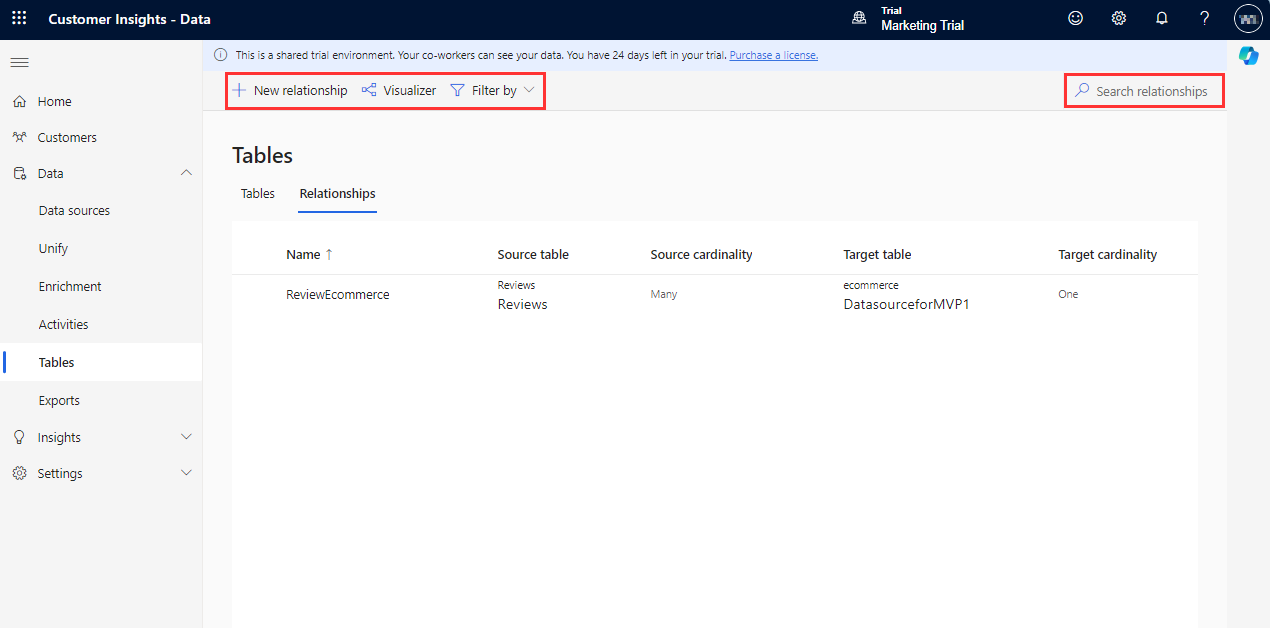 Customer Insights - Data
Trial
Marketing Trial
?
This is a shared trial environment. Your co-workers can see your data. You have 24 days left in your trial. Purchase a license.
New relationship
Visualizer
Filter by
Search relationships
Home
Customers
Data
Data sources
Unify
Enrichment
Activities
Tables
Exports
Insights
Settings
Tables
Tables
Relationships
Name ↑
Source table
Source cardinality
Target table
Target cardinality
ReviewEcommerce
Reviews
Reviews
Many
ecommerce
DatasourceforMVP1
One